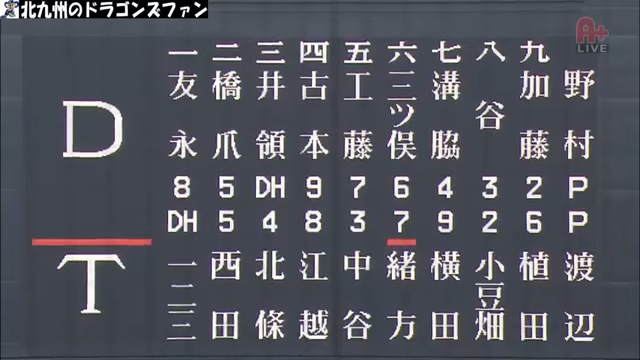 北九州のドラゴンズファン
A+
LIVE
D
一 二 三 四 五 六 七 八 九
友永 橋爪 井領 古本 工藤 三ツ俣 溝脇 谷 加藤 野村
8 5 DH 9 7 6 4 3 2 P
DH 5 4 8 3 7 9 2 6 P
T
一二三 西田 北條 江越 中谷 緒方 横田 小豆畑 植田 渡辺